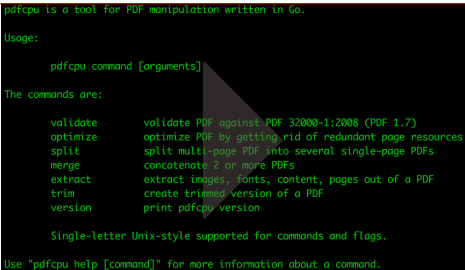 pdfcpu is a tool for PDF manipulation written in Go.
Usage:
pdfcpu command [arguments]
The commands are:
validate validate PDF against PDF 32000-1:2008 (PDF 1.7)
optimize optimize PDF by getting rid of redundant page resources
split split multi-page PDF into several single-page PDFs
merge concatenate 2 or more PDFs
extract extract images, fonts, content, pages out of a PDF
trim create trimmed version of a PDF
version print pdfcpu version
Single-letter Unix-style supported for commands and flags.
Use "pdfcpu help [command]" for more information about a command.